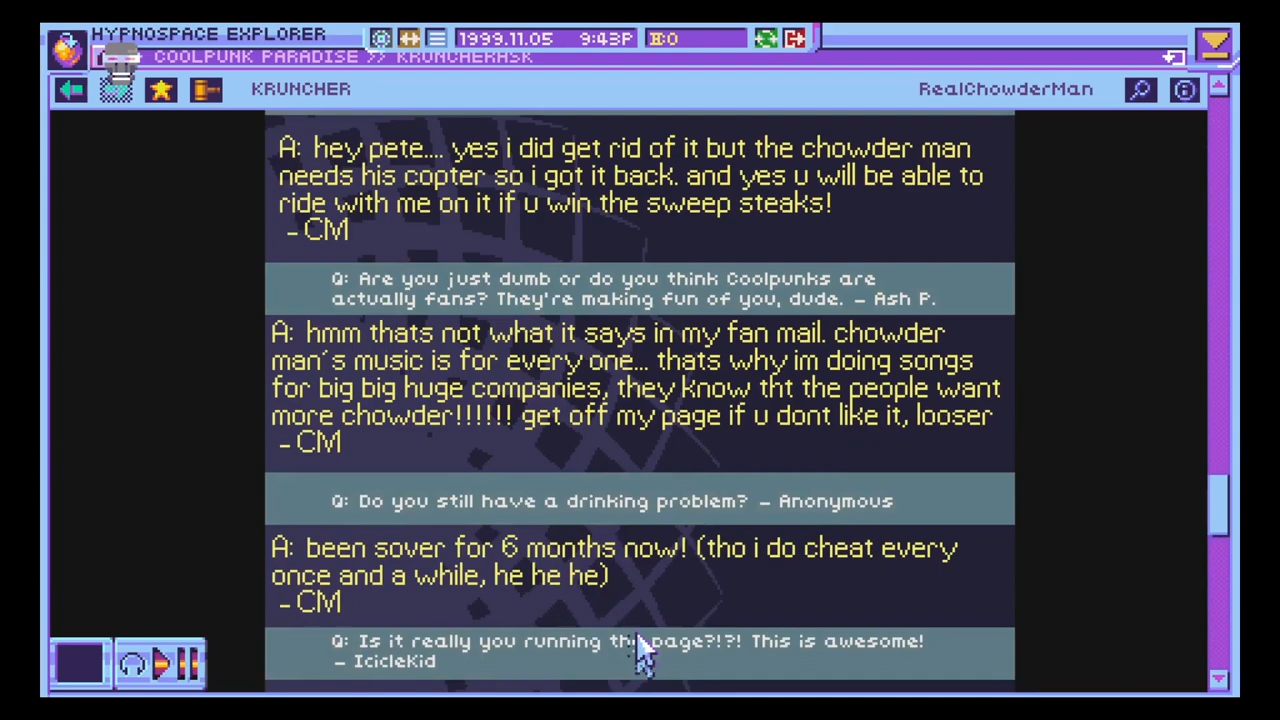 HYPNOSPACE EXPLORER
1999.11.05 9:43P :0
COOLPUNK PARADISE >> KRUNCHERASK
KRUNCHER
RealChowderMan
A: hey pete.... yes i did get rid of it but the chowder man
needs his copter so i got it back. and yes u will be able to
ride with me on it if u win the sweep steaks!
- CM
Q: Are you just dumb or do you think Coolpunks are
actually fans? They're making fun of you, dude. - Ash P.
A: hmm thats not what it says in my fan mail. chowder
man's music is for every one... thats why im doing songs
for big big huge companies, they know tht the people want
more chowder!!!!!! get off my page if u dont like it, looser
- CM
Q: Do you still have a drinking problem? - Anonymous
A: been sover for 6 months now! (tho i do cheat every
once and a while, he he he)
- CM
Q: Is it really you running the page?!?! This is awesome!
- IcicleKid